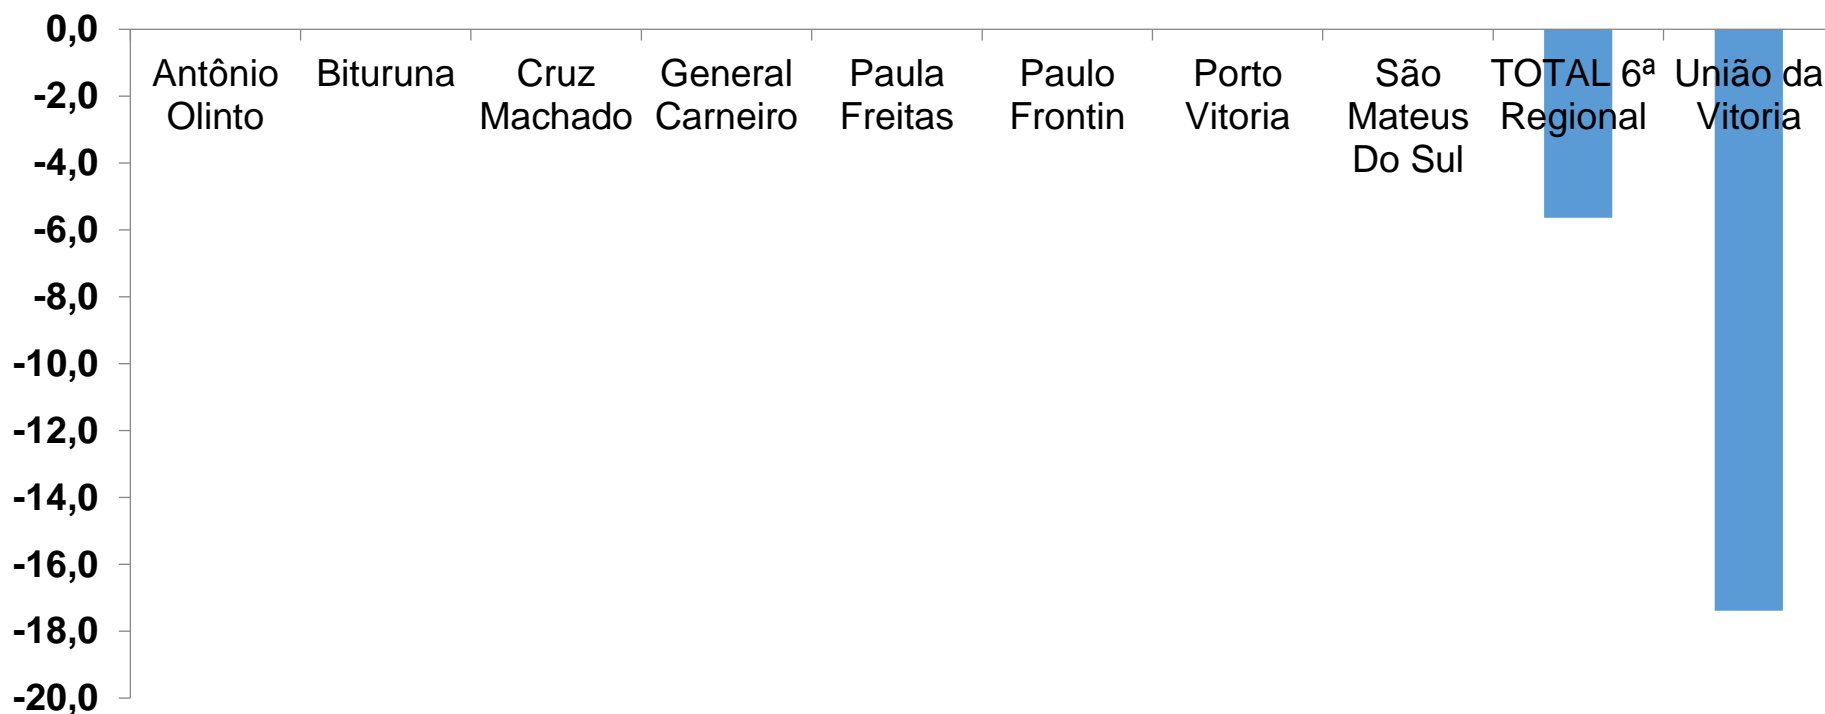 0,0
-2,0
-4,0
-6,0
-8,0
-10,0
-12,0
-14,0
-16,0
-18,0
-20,0
Antônio
Olinto
Bituruna
Cruz
Machado
General
Carneiro
Paula
Freitas
Paulo
Frontin
Porto
Vitoria
São
Mateus
Do Sul
TOTAL 6ª
Regional
União da
Vitoria